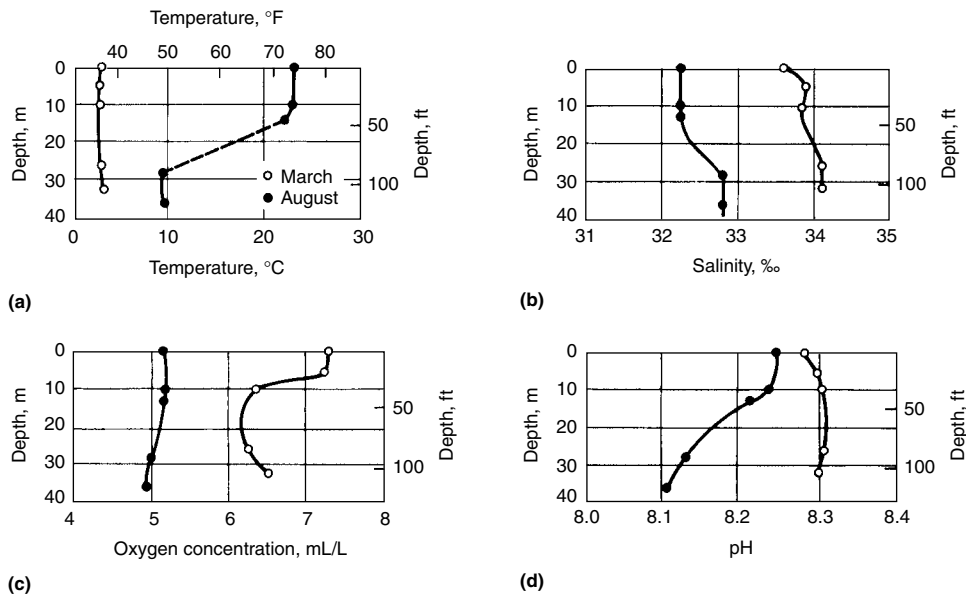 Temperature, °F
40 50 60 70 80
0
10
20
30
40
Depth, m
50
100
Depth, ft
March
August
0 10 20 30
Temperature, °C
(a)
0
10
20
30
40
Depth, m
50
100
Depth, ft
31 32 33 34 35
Salinity, ‰
(b)
0
10
20
30
40
Depth, m
50
100
Depth, ft
4 5 6 7 8
Oxygen concentration, mL/L
(c)
0
10
20
30
40
Depth, m
50
100
Depth, ft
8.0 8.1 8.2 8.3 8.4
pH
(d)